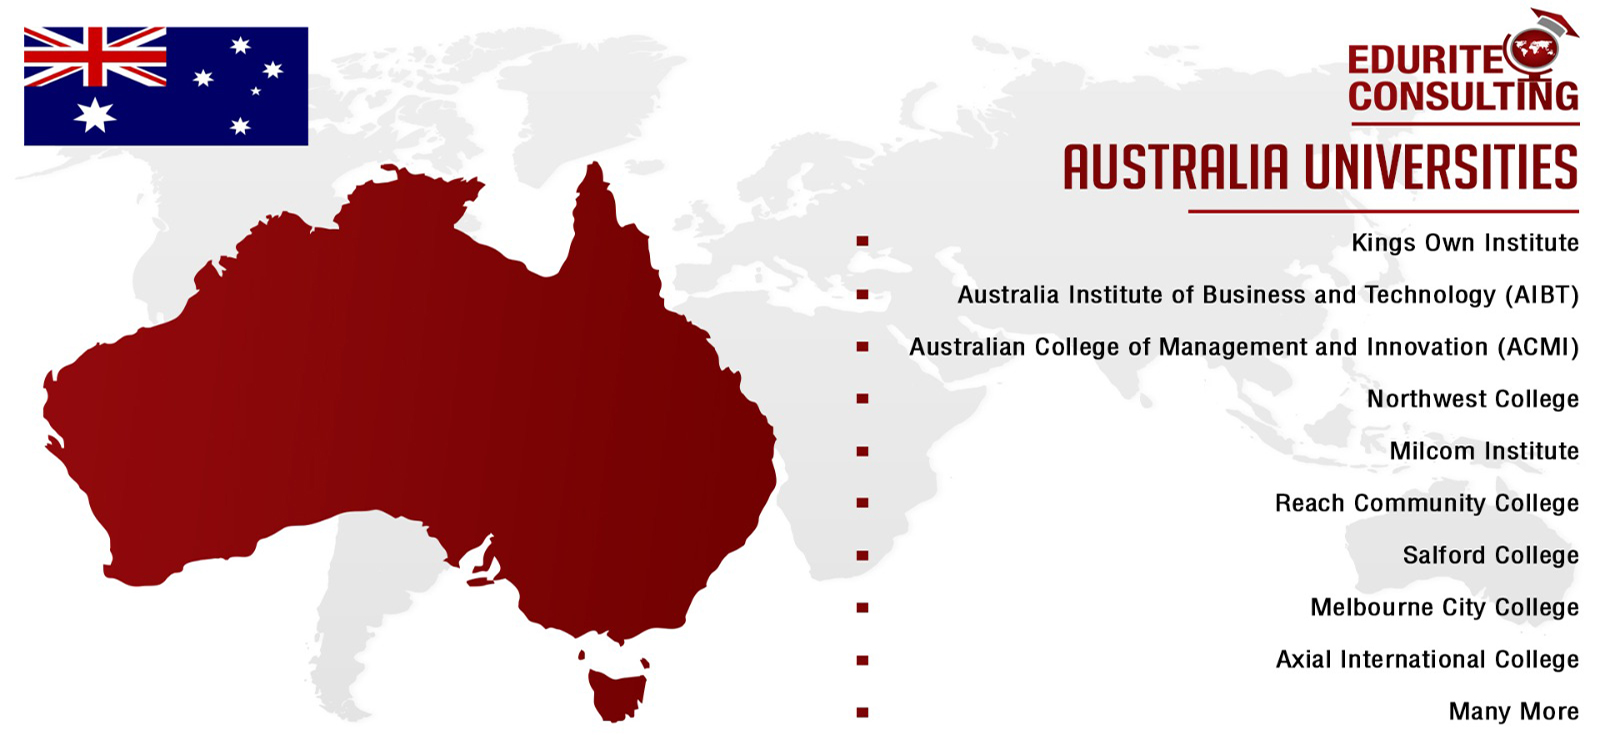 EDURITE
CONSULTING
AUSTRALIA UNIVERSITIES
Kings Own Institute
Australia Institute of Business and Technology (AIBT)
Australian College of Management and Innovation (ACMI)
Northwest College
Milcom Institute
Reach Community College
Salford College
Melbourne City College
Axial International College
Many More